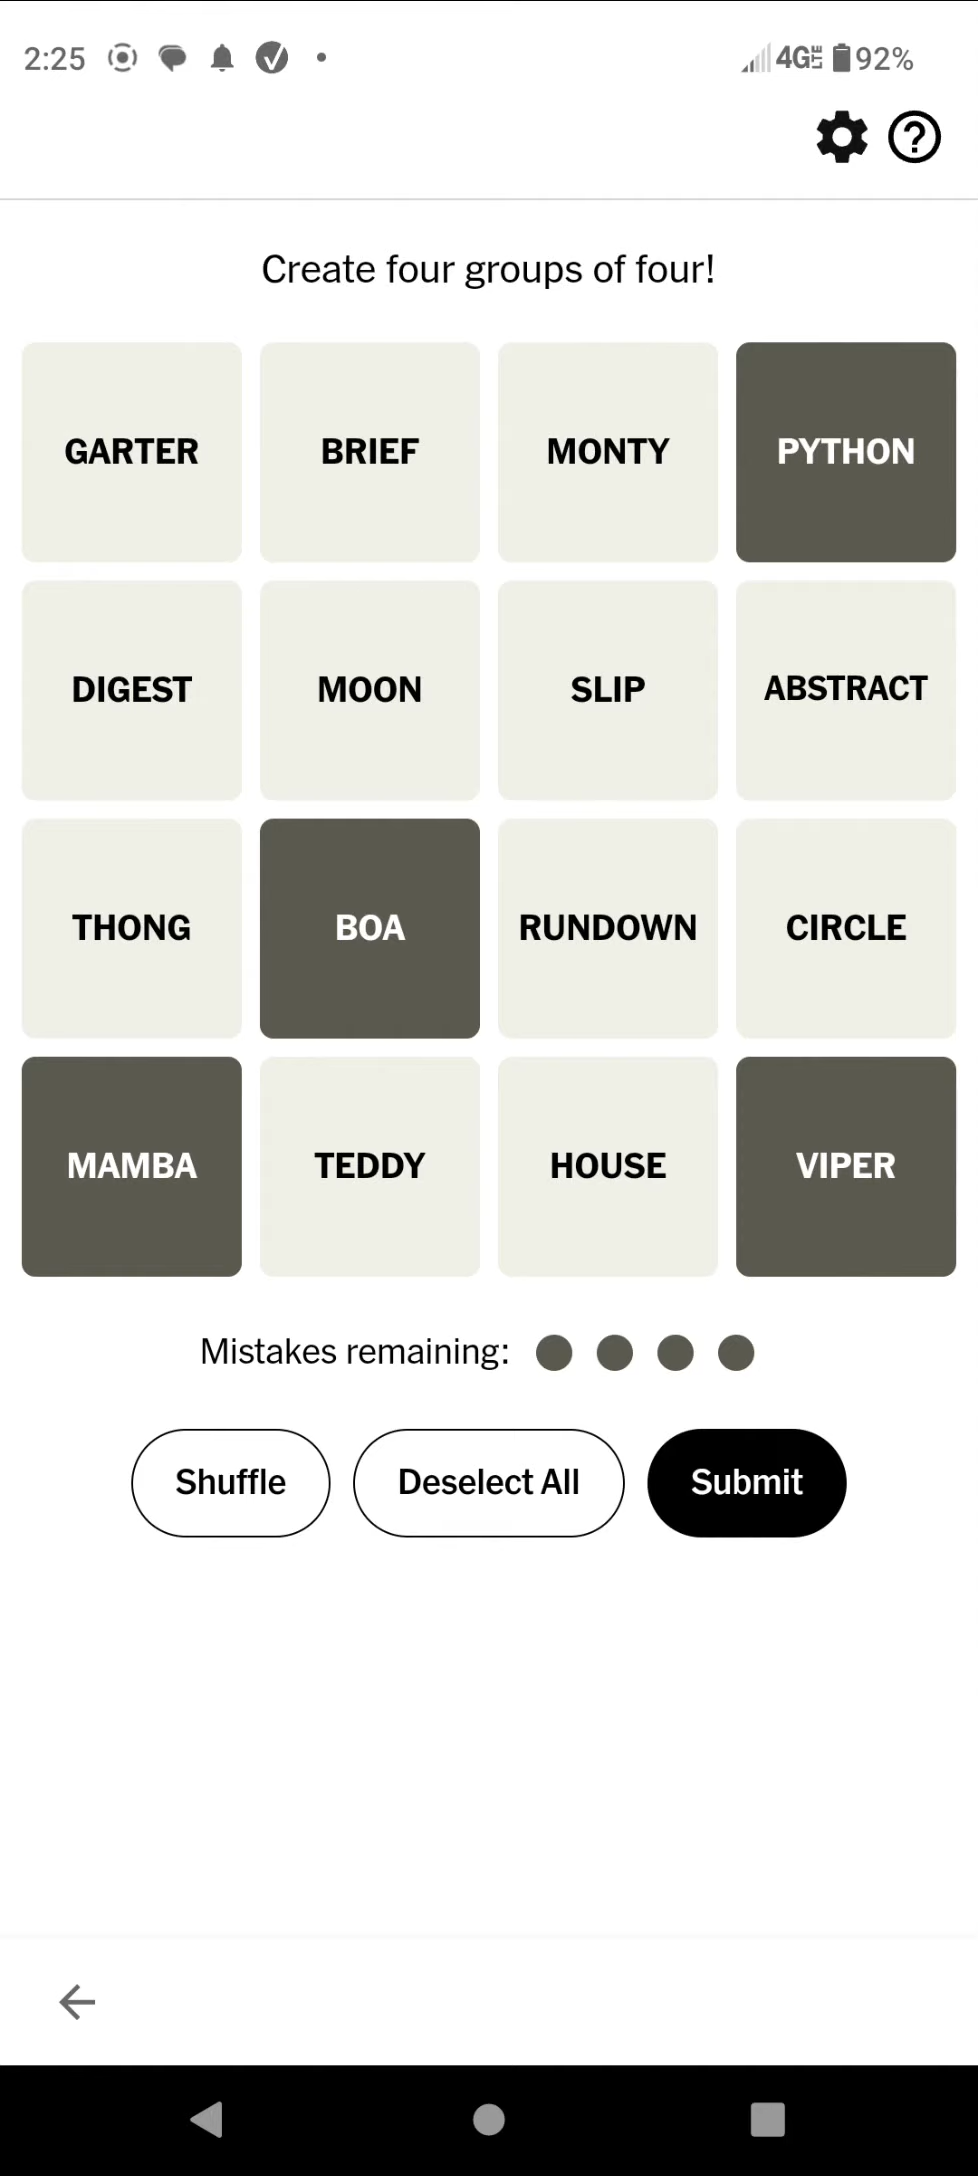 2:25 4G LTE 92%
Create four groups of four!
GARTER BRIEF MONTY PYTHON
DIGEST MOON SLIP ABSTRACT
THONG BOA RUNDOWN CIRCLE
MAMBA TEDDY HOUSE VIPER
Mistakes remaining:
Shuffle Deselect All Submit